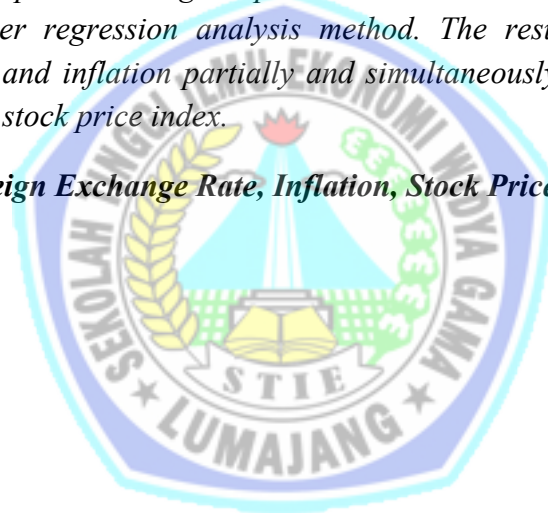 er regression analysis method. The resi
and inflation partially and simultaneously
stock price index.
eign Exchange Rate, Inflation, Stock Price
SEKOLAH TINGGI ILMU EKONOMI WIDYA GAMA
STIE
LUMAJANG